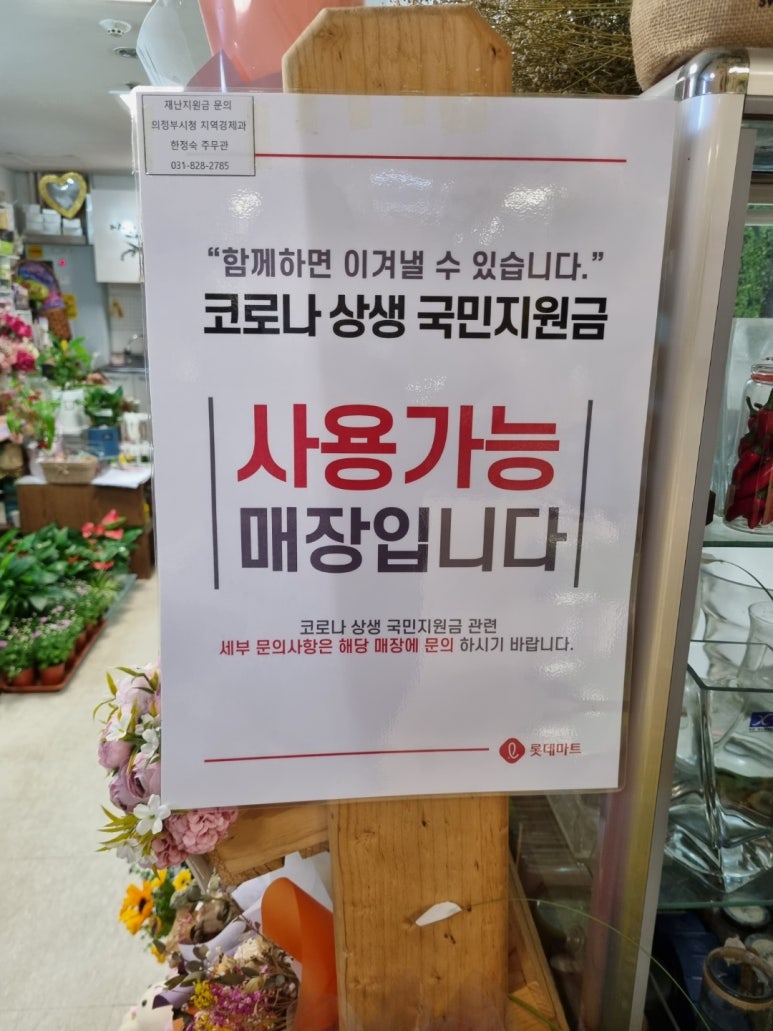 재난지원금 문의
의정부시청 지역경제과
한정숙 주무관
031-828-2785
“함께하면 이겨낼 수 있습니다.”
코로나 상생 국민지원금
사용가능
매장입니다
코로나 상생 국민지원금 관련
세부 문의사항은 해당 매장에 문의 하시기 바랍니다.
롯데마트